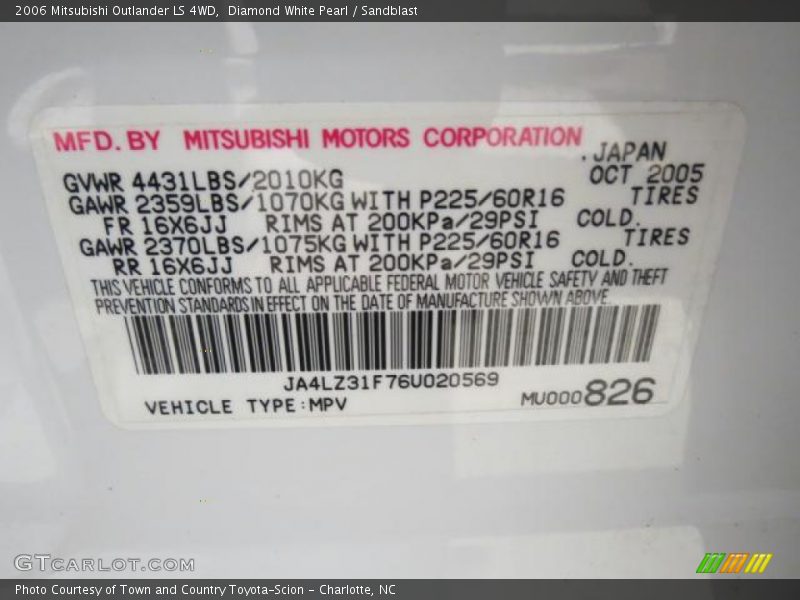 2006 Mitsubishi Outlander LS 4WD,  Diamond White Pearl / Sandblast
MFD. BY MITSUBISHI MOTORS CORPORATION
. JAPAN
OCT 2005
GVWR 4431LBS/2010KG
GAWR 2359LBS/1070KG WITH P225/60R16 TIRES
FR 16X6JJ RIMS AT 200KPa/29PSI COLD.
GAWR 2370LBS/1075KG WITH P225/60R16 TIRES
RR 16X6JJ RIMS AT 200KPa/29PSI COLD.
THIS VEHICLE CONFORMS TO ALL APPLICABLE FEDERAL MOTOR VEHICLE SAFETY AND THEFT
PREVENTION STANDARDS IN EFFECT ON THE DATE OF MANUFACTURE SHOWN ABOVE.
JA4LZ31F76U020569
VEHICLE TYPE:MPV
MU000826
GTCARLOT.COM
Photo Courtesy of Town and Country Toyota-Scion - Charlotte, NC